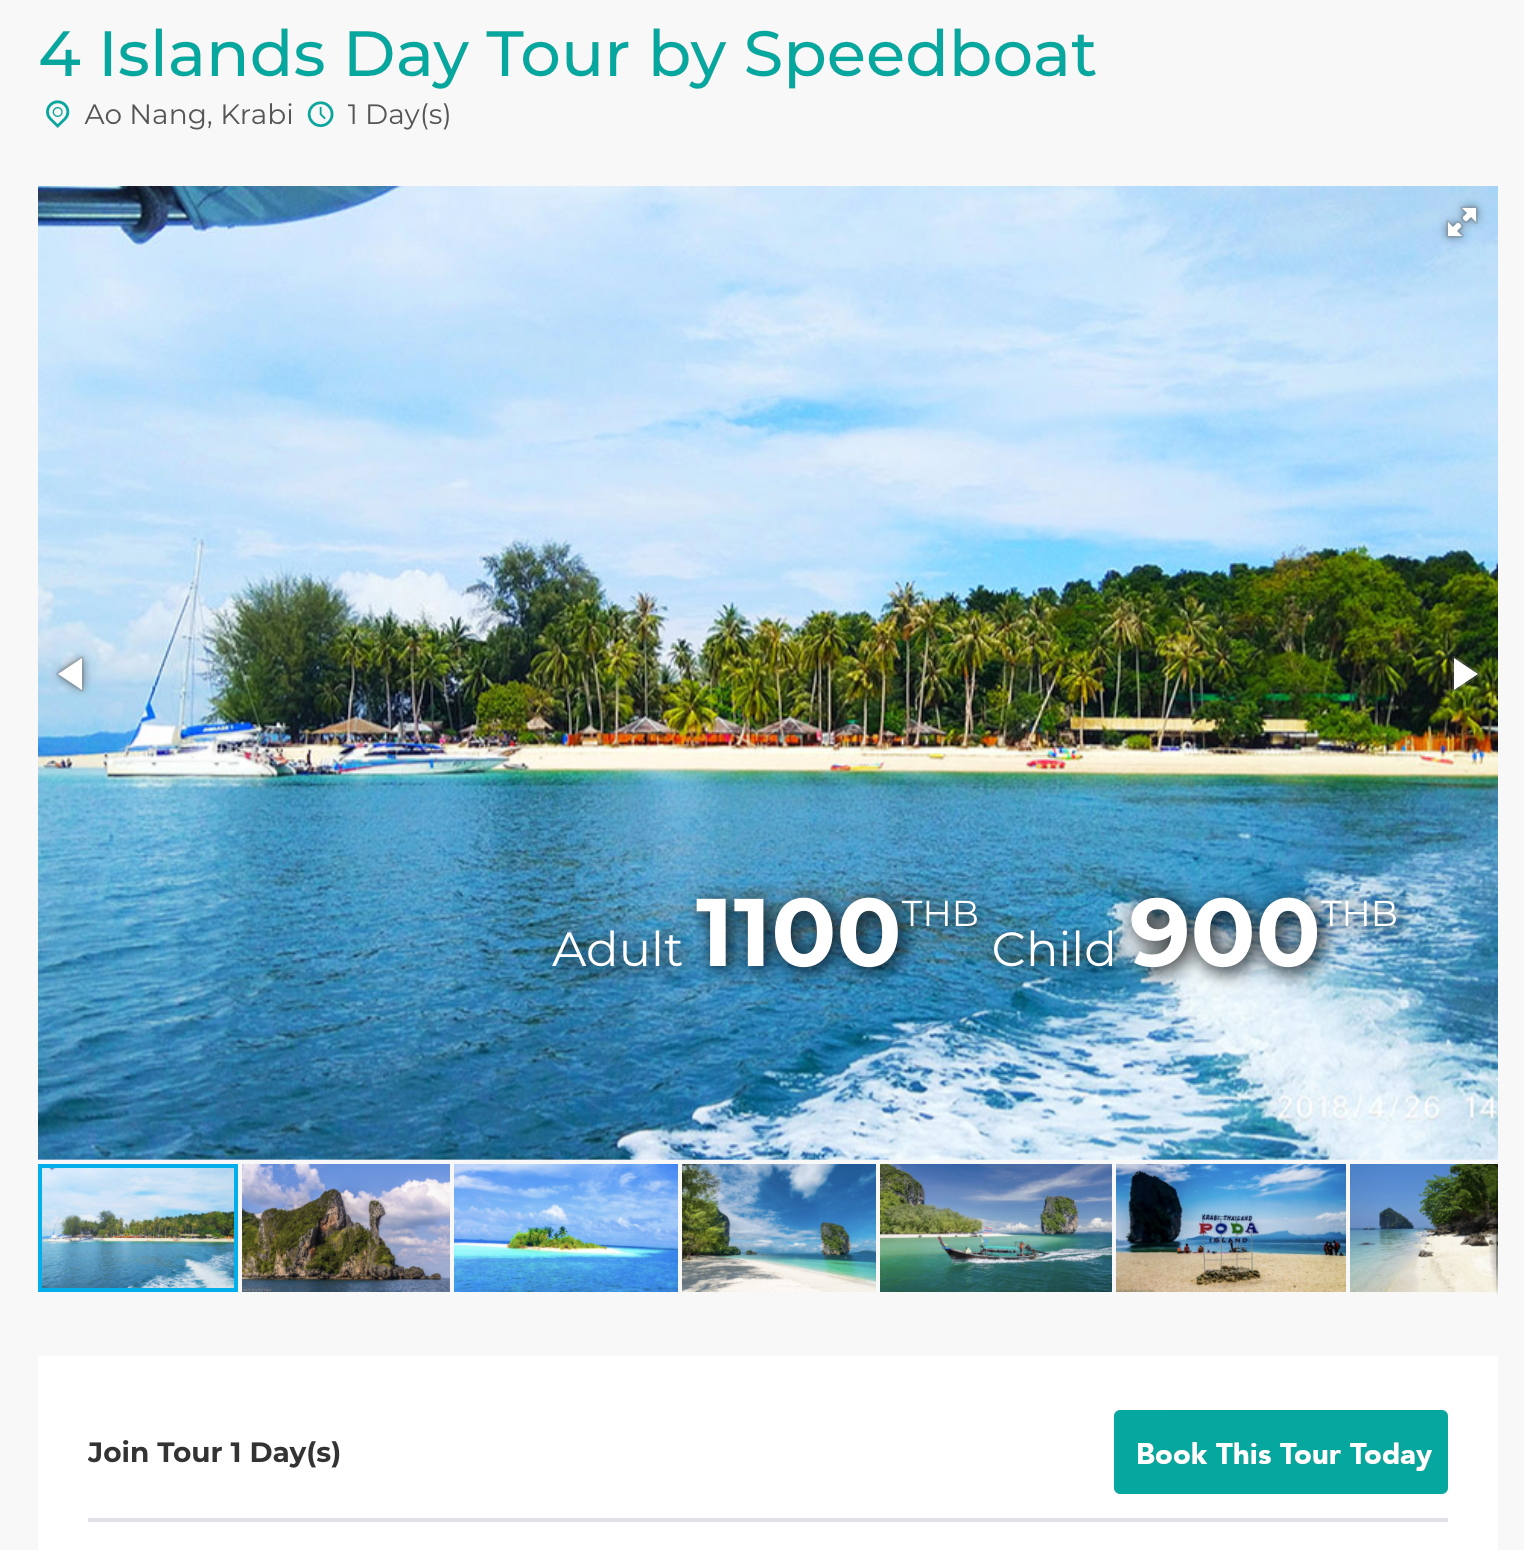 4 Islands Day Tour by Speedboat
Ao Nang, Krabi 1 Day(s)
Adult 1100 THB Child 900 THB
2018/4/26 14
KRABI, THAILAND
PODA
ISLAND
Join Tour 1 Day(s)
Book This Tour Today